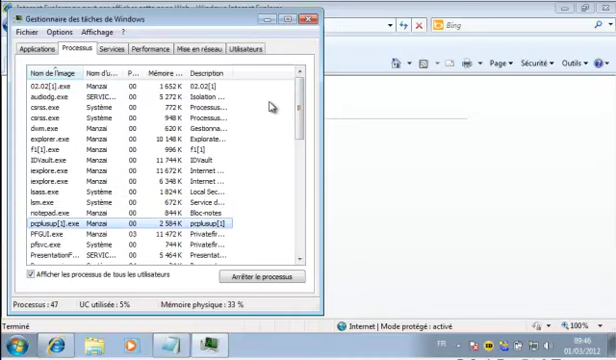 Gestionnaire des tâches de Windows
Bing
Fichier Options Affichage ?
Applications Processus Services Performance Mise en réseau Utilisateurs
Page Sécurité Outils
Nom de l'image Nom d'u... P... Mémoire ... Description
02.02[1].exe Manzai 00 1 652 K 02.02[1]
audiodg.exe SERVIC... 00 5 272 K Isolation ...
csrss.exe Système 00 772 K Processus...
csrss.exe Système 00 948 K Processus...
dwm.exe Manzai 00 620 K Gestionna...
explorer.exe Manzai 00 10 148 K Explorate...
f1[1].exe Manzai 00 996 K f1[1]
IDVault.exe Manzai 00 11 744 K IDVault
iexplore.exe Manzai 00 11 672 K Internet ...
iexplore.exe Manzai 00 6 348 K Internet ...
lsass.exe Système 00 1 824 K Local Sec...
lsm.exe Système 00 672 K Service d...
notepad.exe Manzai 00 844 K Bloc-notes
pcplusup[1].exe Manzai 00 2 584 K pcplusup[1]
PFGUI.exe Manzai 03 11 472 K Privatefir...
pfsvc.exe Système 00 5 464 K Privatefir...
Afficher les processus de tous les utilisateurs
Arrêter le processus
Processus : 47 UC utilisée : 5% Mémoire physique : 33 %
Terminé
Internet | Mode protégé : activé
100%
FR
09:46
01/03/2012